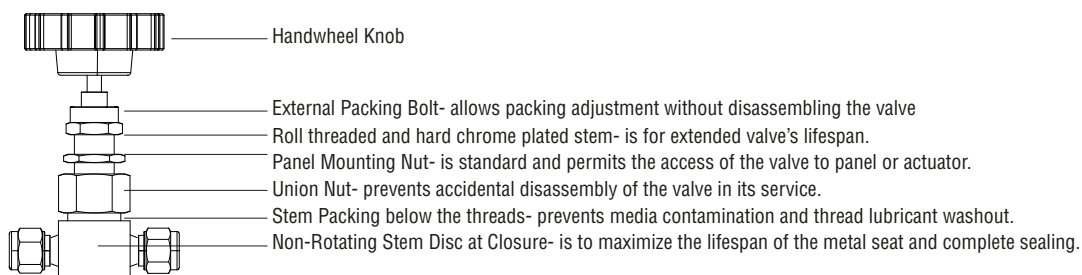 Handwheel Knob
External Packing Bolt- allows packing adjustment without disassembling the valve
Roll threaded and hard chrome plated stem- is for extended valve's lifespan.
Panel Mounting Nut- is standard and permits the access of the valve to panel or actuator.
Union Nut- prevents accidental disassembly of the valve in its service.
Stem Packing below the threads- prevents media contamination and thread lubricant washout.
Non-Rotating Stem Disc at Closure- is to maximize the lifespan of the metal seat and complete sealing.